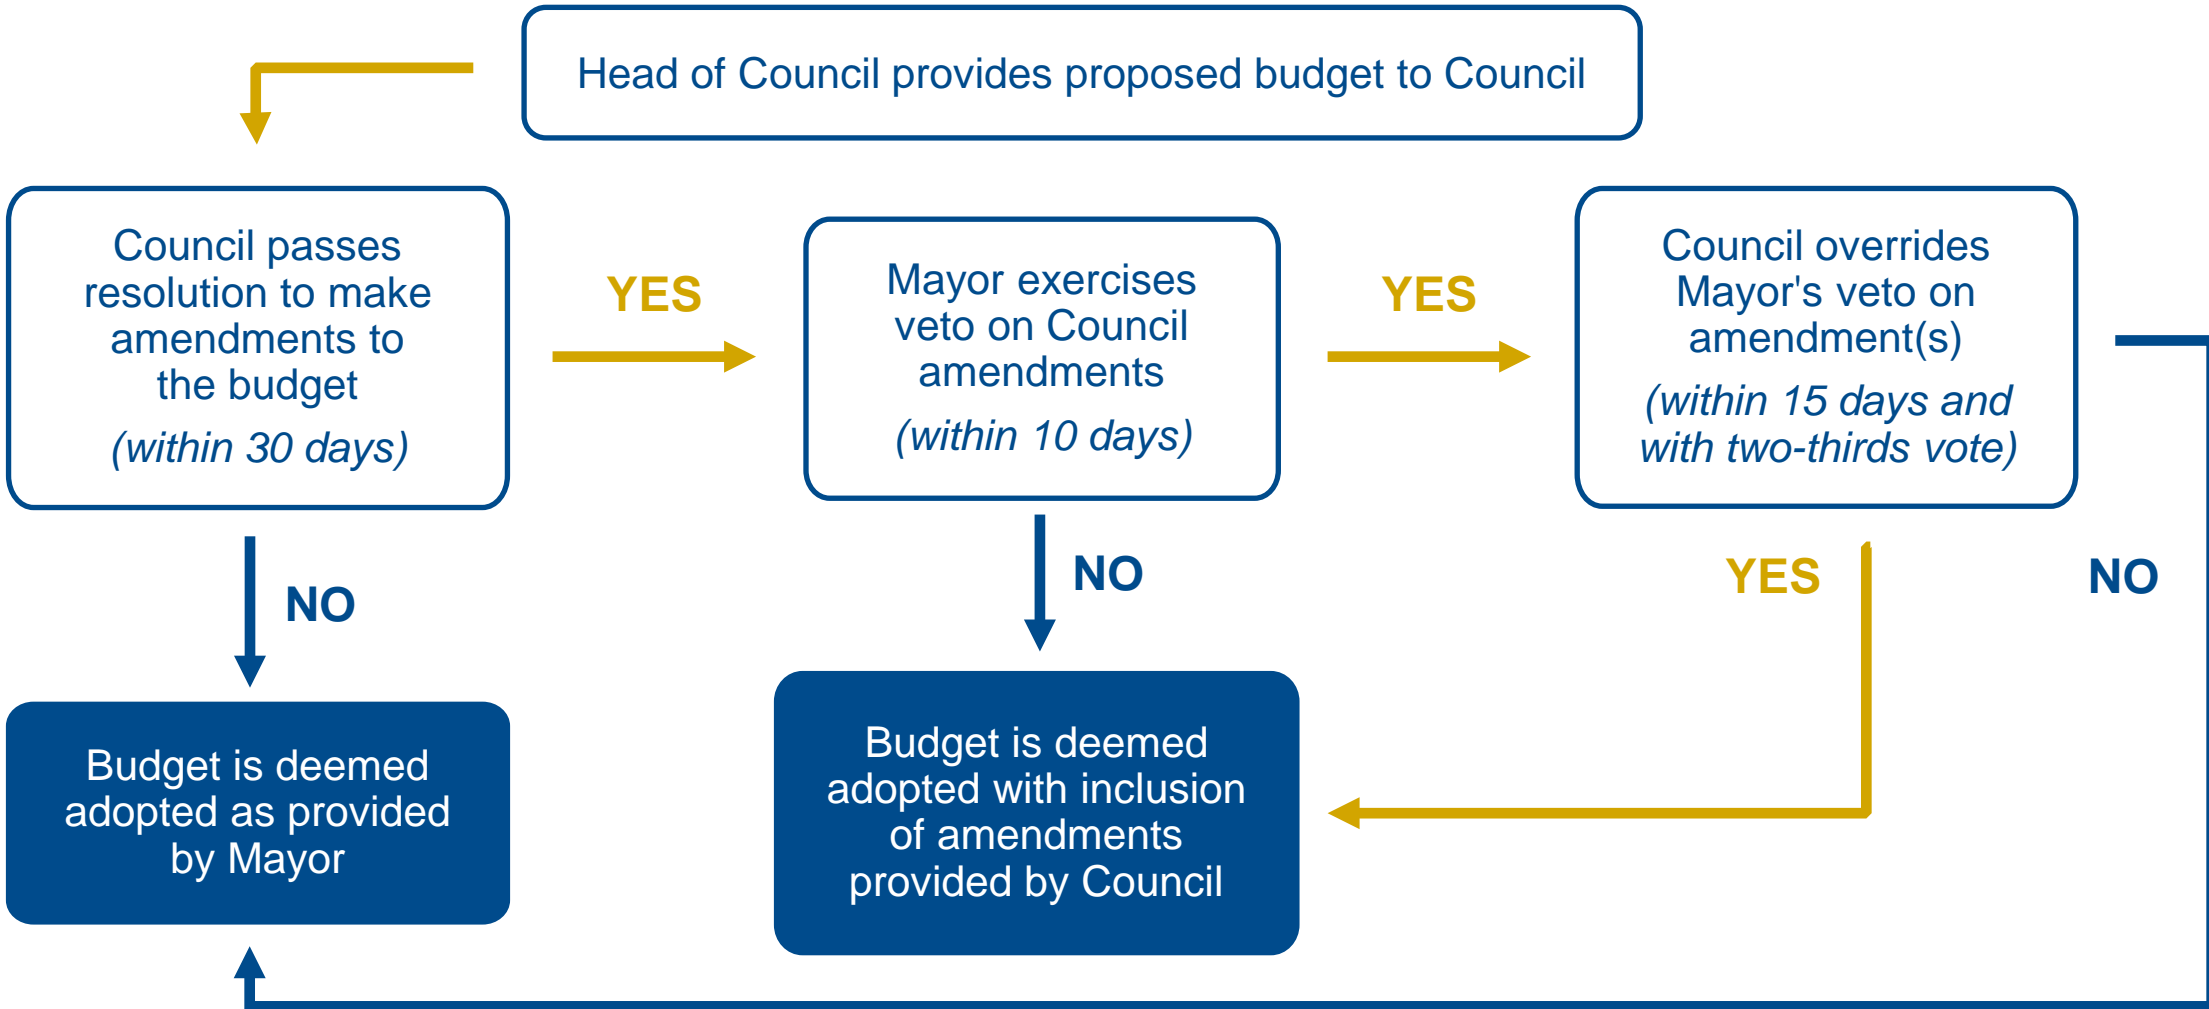 Head of Council provides proposed budget to Council
Council passes
resolution to make
amendments to
the budget
(within 30 days)
YES
Mayor exercises
veto on Council
amendments
(within 10 days)
YES
Council overrides
Mayor's veto on
amendment(s)
(within 15 days and
with two-thirds vote)
NO
NO
YES
NO
Budget is deemed
adopted as provided
by Mayor
Budget is deemed
adopted with inclusion
of amendments
provided by Council